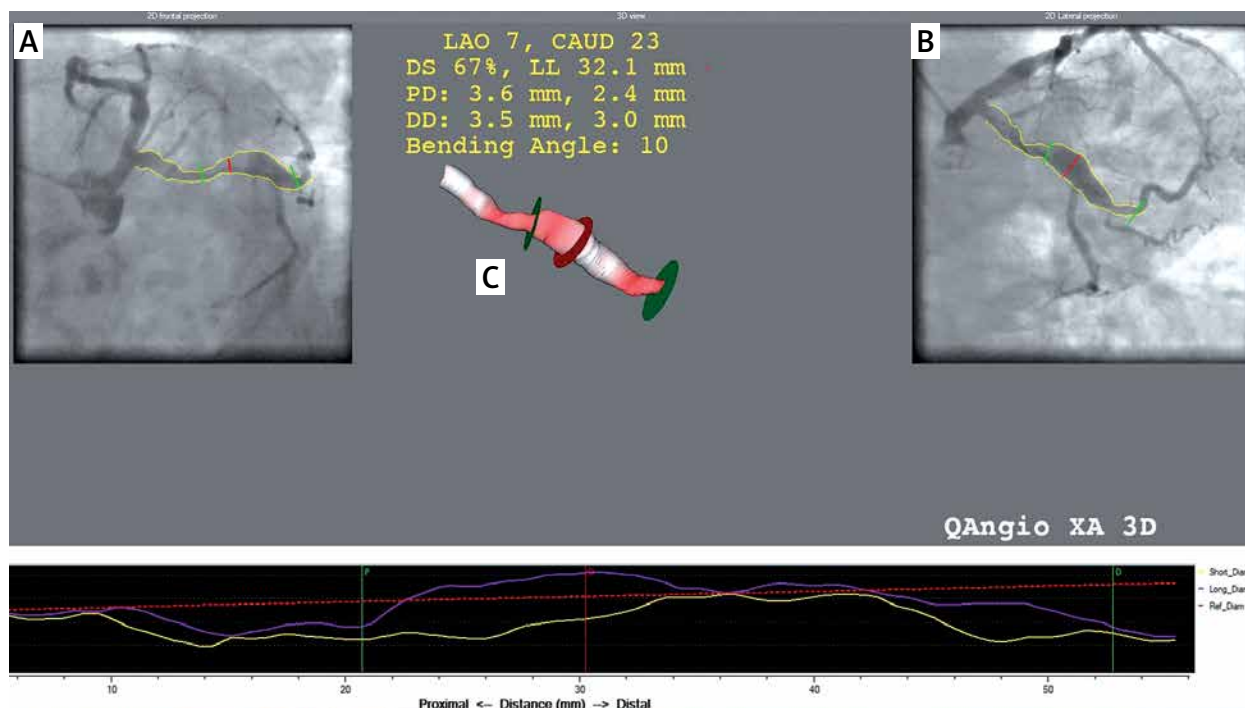 2D frontal projection
3D view
2D Lateral projection
A
B
LAO 7, CAUD 23
DS 67%, LL 32.1 mm
PD: 3.6 mm, 2.4 mm
DD: 3.5 mm, 3.0 mm
Bending Angle: 10
C
QAngio XA 3D
P
D
Short_Diam
Long_Diam
Ref_Diam
10
20
30
40
50
Proximal <-- Distance (mm) --> Distal